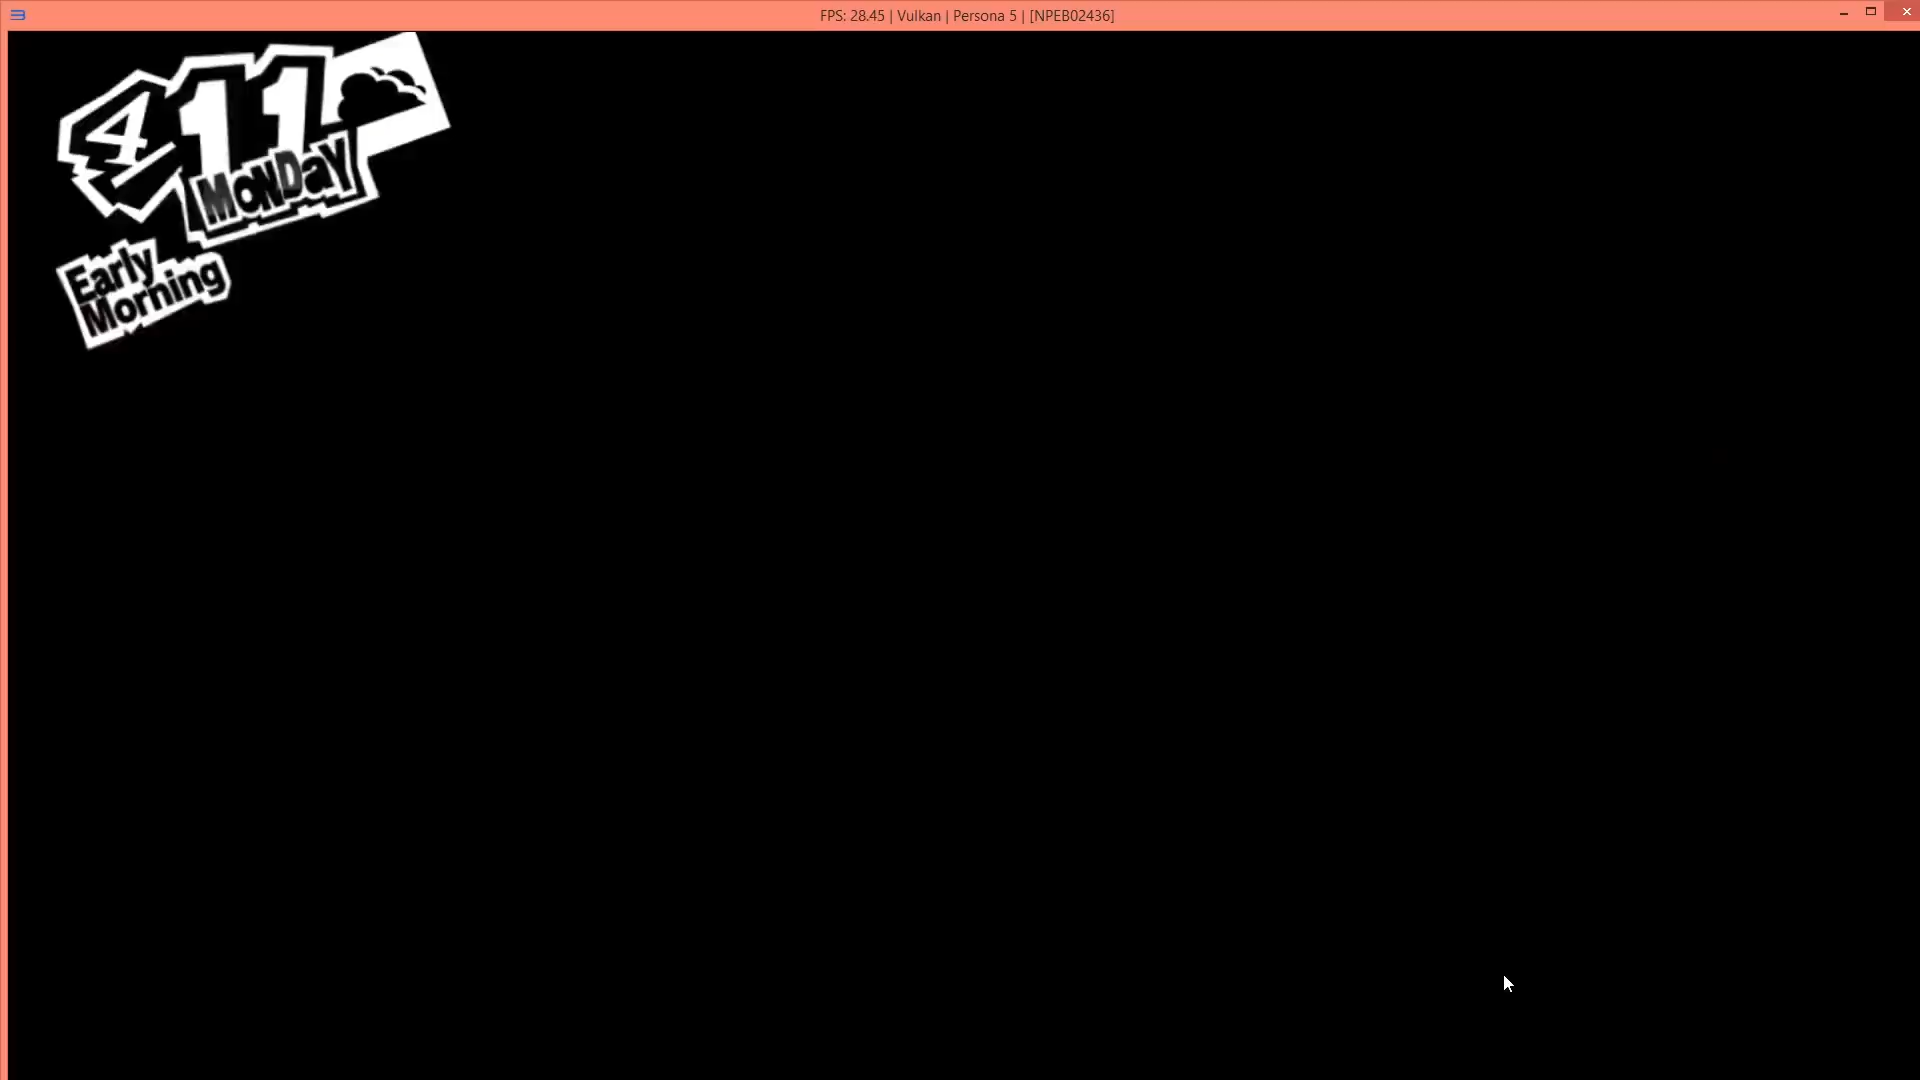 FPS: 28.45 | Vulkan | Persona 5 | [NPEB02436]
4 11
MoNDaY
Early
Morning